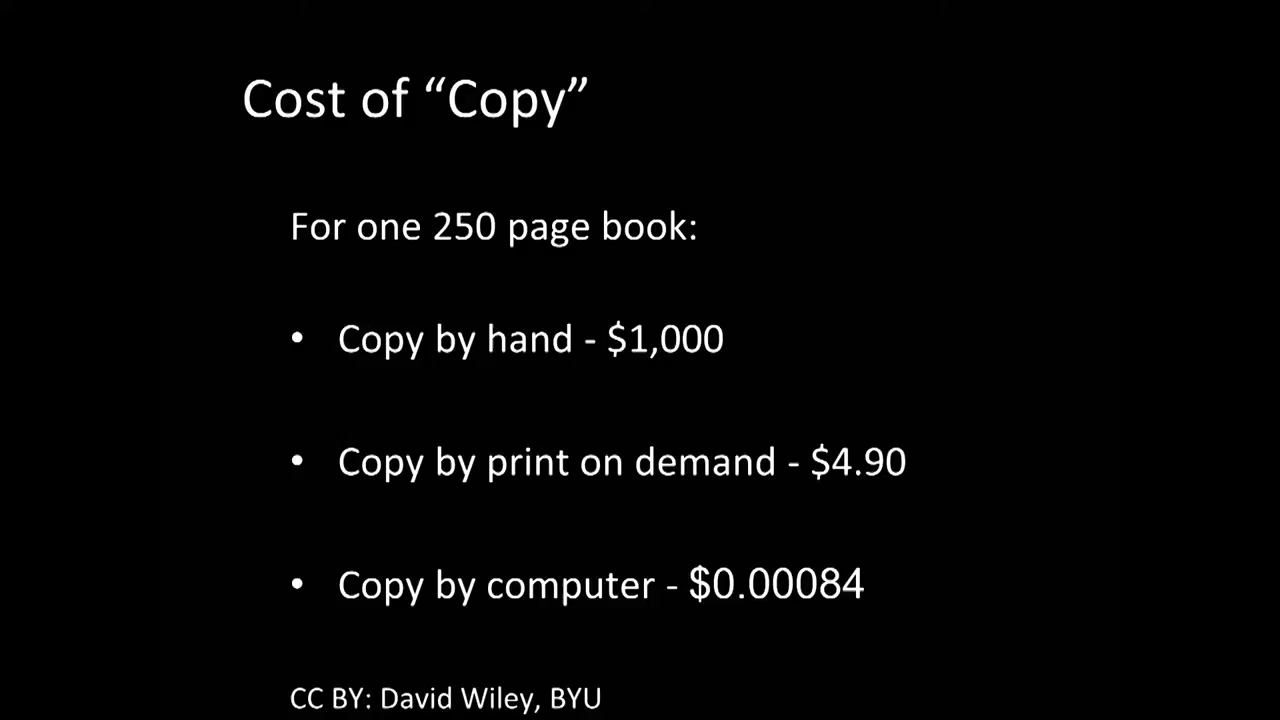 Cost of “Copy”
For one 250 page book:
• Copy by hand - $1,000
• Copy by print on demand - $4.90
• Copy by computer - $0.00084
CC BY: David Wiley, BYU